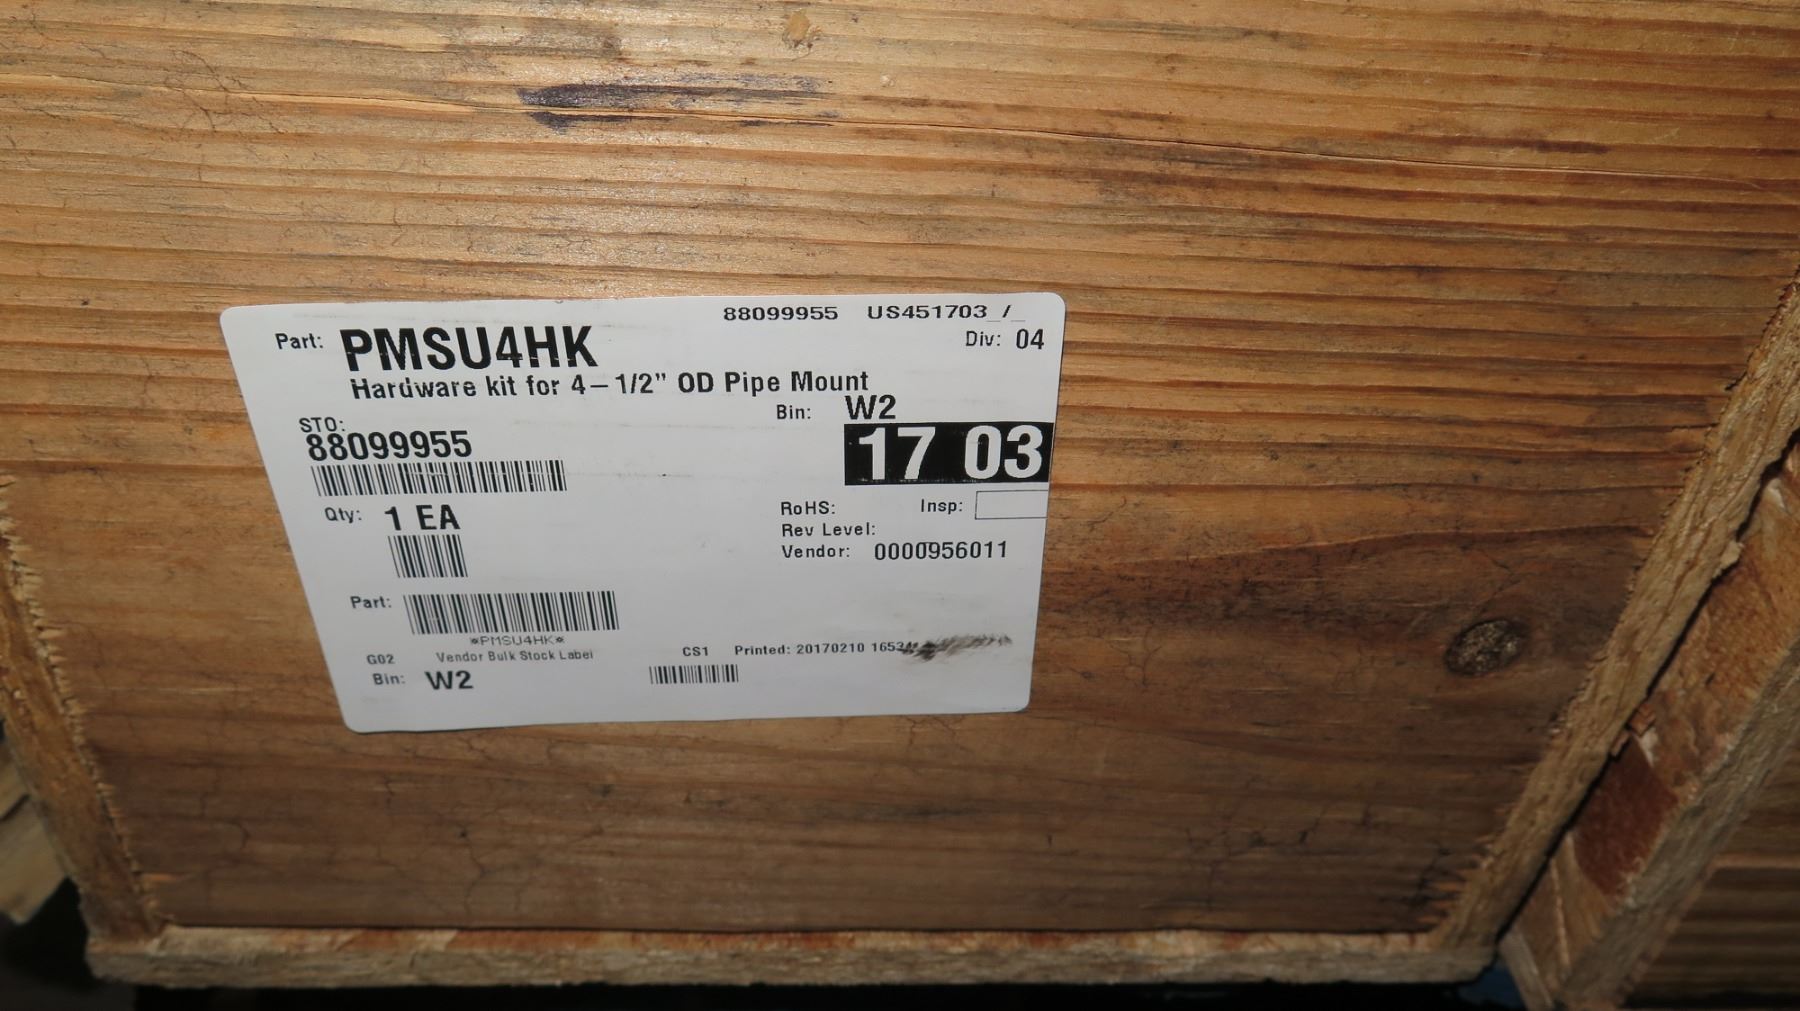 88099955 US451703_/_
Part: PMSU4HK
Div: 04
Hardware kit for 4-1/2" OD Pipe Mount
Bin: W2
STO:
88099955
17 03
Qty: 1 EA
RoHS: Insp:
Rev Level:
Vendor: 0000956011
Part:
*PMSU4HK*
G02 Vendor Bulk Stock Label
CS1 Printed: 20170210
Bin: W2